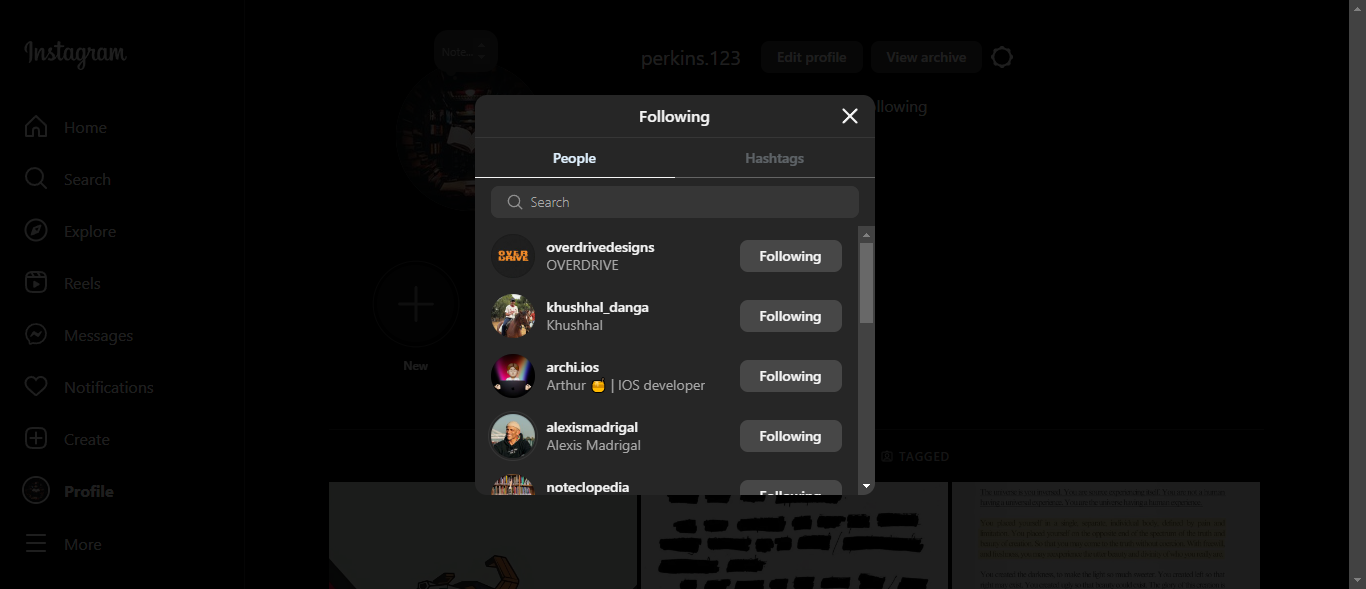 Instagram
Note...
perkins.123
Edit profile
View archive
Home
Search
Explore
Reels
Messages
Notifications
Create
Profile
More
New
Following
People
Hashtags
Search
OVER
DRIVE
overdrivedesigns
OVERDRIVE
Following
khushhal_danga
Khushhal
Following
archi.ios
Arthur 🍯 | IOS developer
Following
alexismadrigal
Alexis Madrigal
Following
noteclopedia
Following
following
TAGGED